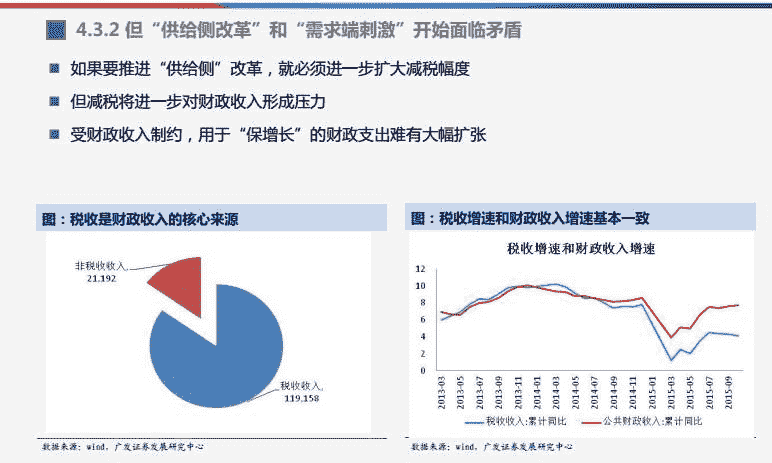 4.3.2 但“供给侧改革”和“需求端刺激”开始面临矛盾
如果要推进“供给侧”改革，就必须进一步扩大减税幅度
但减税将进一步对财政收入形成压力
受财政收入制约，用于“保增长”的财政支出难有大幅扩张
图：税收是财政收入的核心来源
非税收收入,
21,192
税收收入,
119,158
数据来源：wind，广发证券发展研究中心
图：税收增速和财政收入增速基本一致
税收增速和财政收入增速
12
10
8
6
4
2
0
2013-03
2013-05
2013-07
2013-09
2013-11
2014-01
2014-03
2014-05
2014-07
2014-09
2014-11
2015-01
2015-03
2015-05
2015-07
2015-09
税收收入:累计同比
公共财政收入:累计同比
数据来源：wind，广发证券发展研究中心